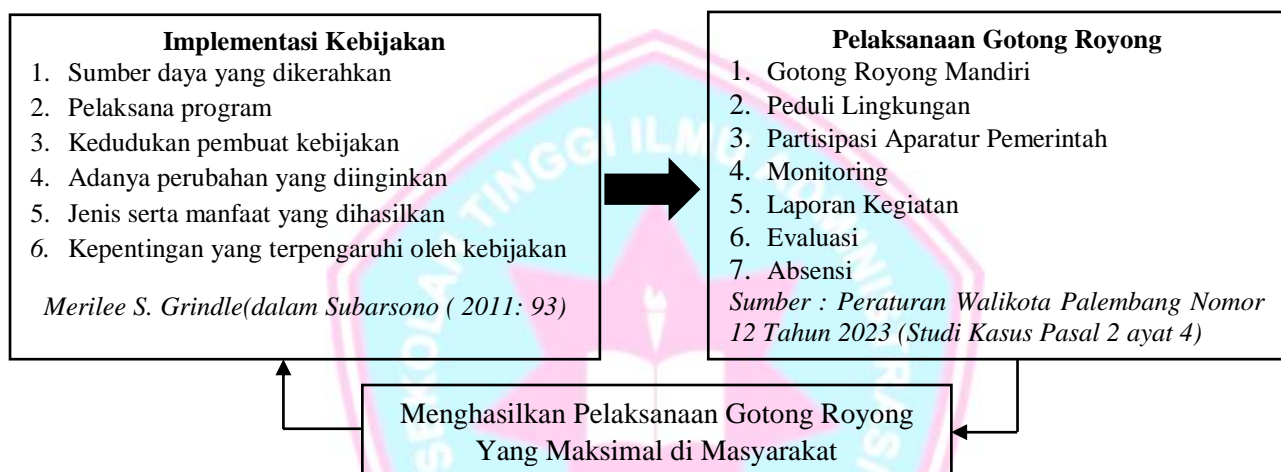 Implementasi Kebijakan
1. Sumber daya yang dikerahkan
2. Pelaksana program
3. Kedudukan pembuat kebijakan
4. Adanya perubahan yang diinginkan
5. Jenis serta manfaat yang dihasilkan
6. Kepentingan yang terpengaruhi oleh kebijakan
Merilee S. Grindle(dalam Subarsono ( 2011: 93)
Pelaksanaan Gotong Royong
1. Gotong Royong Mandiri
2. Peduli Lingkungan
3. Partisipasi Aparatur Pemerintah
4. Monitoring
5. Laporan Kegiatan
6. Evaluasi
7. Absensi
Sumber : Peraturan Walikota Palembang Nomor
12 Tahun 2023 (Studi Kasus Pasal 2 ayat 4)
Menghasilkan Pelaksanaan Gotong Royong
Yang Maksimal di Masyarakat
SEKOLAH TINGGI ILMU ADMINISTRASI